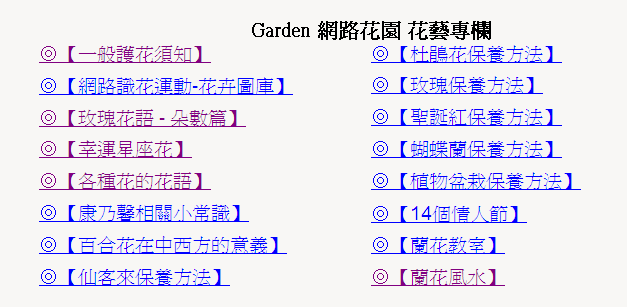 Garden 網路花園 花藝專欄
◎【一般護花須知】
◎【網路識花運動-花卉圖庫】
◎【玫瑰花語 - 朵數篇】
◎【幸運星座花】
◎【各種花的花語】
◎【康乃馨相關小常識】
◎【百合花在中西方的意義】
◎【仙客來保養方法】
◎【杜鵑花保養方法】
◎【玫瑰保養方法】
◎【聖誕紅保養方法】
◎【蝴蝶蘭保養方法】
◎【植物盆栽保養方法】
◎【14個情人節】
◎【蘭花教室】
◎【蘭花風水】